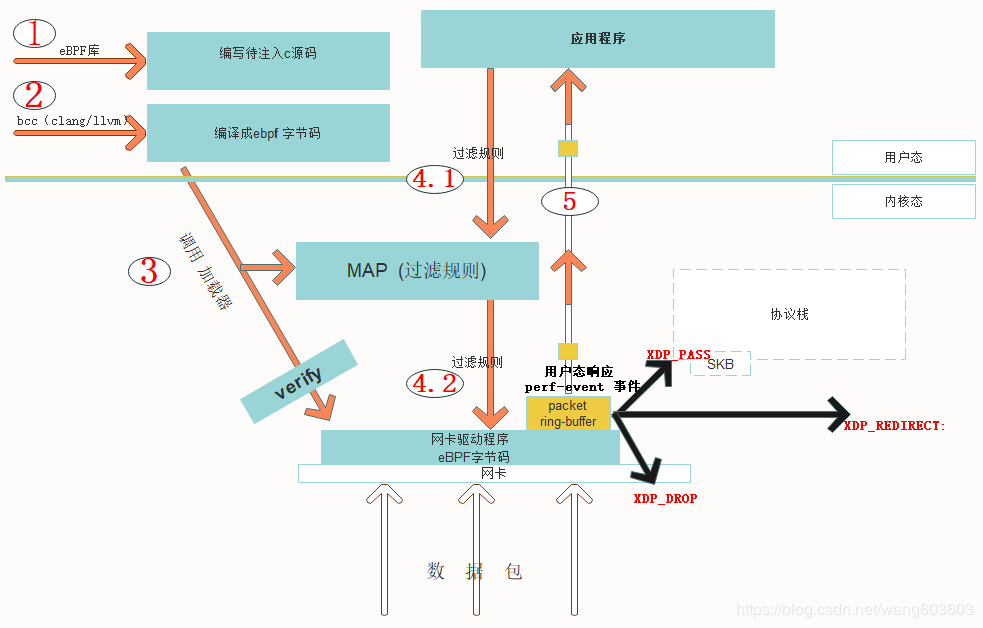 1
eBPF库
编写待注入c源码
应用程序
2
bcc（clang/llvm）
编译成ebpf 字节码
过滤规则
用户态
4.1
5
内核态
调用 加载器
3
MAP (过滤规则)
协议栈
XDP_PASS
SKB
过滤规则
4.2
用户态响应
perf-event 事件
verify
packet
ring-buffer
XDP_REDIRECT:
网卡驱动程序
eBPF字节码
网卡
XDP_DROP
数 据 包
https://blog.csdn.net/wang603603